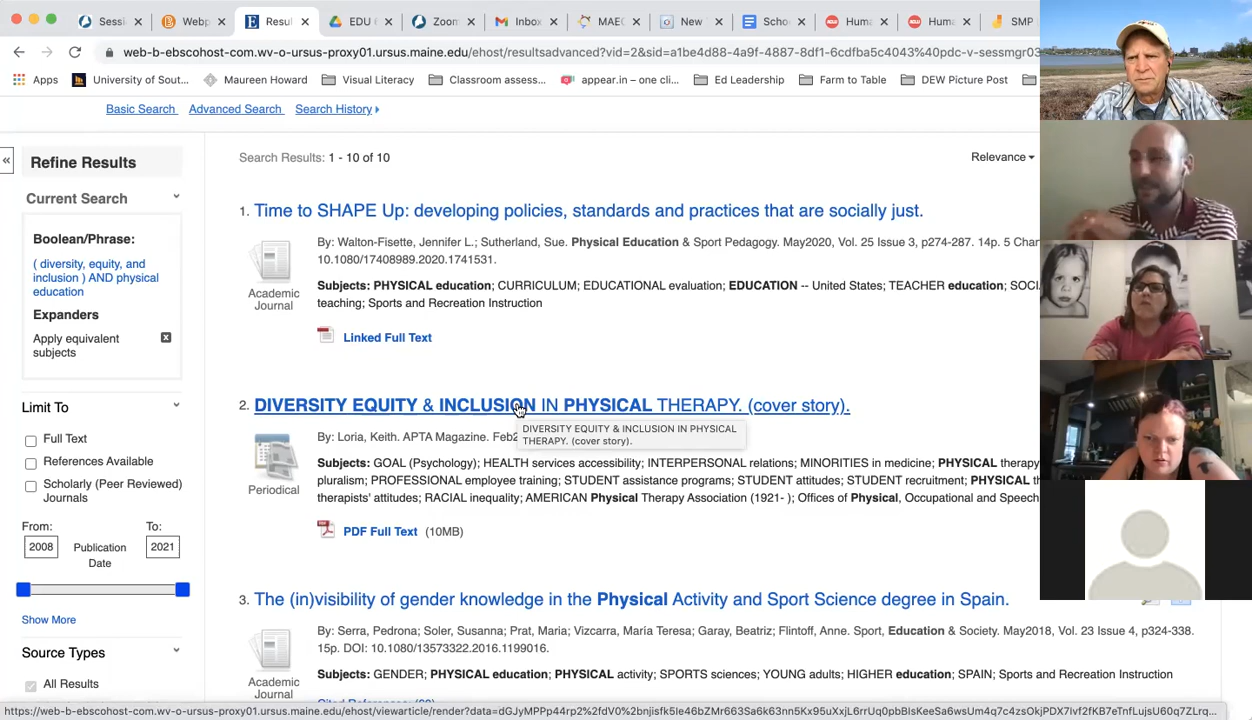 Sessi
Webp
Resul
EDU 6
Zoom
Inbox
MAEC
New
Scho
Huma
Huma
SMP
web-b-ebscohost-com.wv-o-ursus-proxy01.ursus.maine.edu/ehost/resultsadvanced?vid=2&sid=a1be4d88-4a9f-4887-8df1-6cdfba5c4043%40pdc-v-sessmgr03
Apps
University of Sout...
Maureen Howard
Visual Literacy
Classroom assess...
appear.in – one cli...
Ed Leadership
Farm to Table
DEW Picture Post
Basic Search Advanced Search Search History
Refine Results
Current Search
Boolean/Phrase:
( diversity, equity, and
inclusion ) AND physical
education
Expanders
Apply equivalent
subjects
Limit To
Full Text
References Available
Scholarly (Peer Reviewed)
Journals
From: To:
2008 Publication 2021
Date
Show More
Source Types
All Results
Search Results: 1 - 10 of 10
Relevance
1. Time to SHAPE Up: developing policies, standards and practices that are socially just.
By: Walton-Fisette, Jennifer L.; Sutherland, Sue. Physical Education & Sport Pedagogy. May2020, Vol. 25 Issue 3, p274-287. 14p. 5 Char
10.1080/17408989.2020.1741531.
Academic
Journal
Subjects: PHYSICAL education; CURRICULUM; EDUCATIONAL evaluation; EDUCATION -- United States; TEACHER education; SOCI
teaching; Sports and Recreation Instruction
Linked Full Text
2. DIVERSITY EQUITY & INCLUSION IN PHYSICAL THERAPY. (cover story).
By: Loria, Keith. APTA Magazine. Feb2
DIVERSITY EQUITY & INCLUSION IN PHYSICAL
THERAPY. (cover story).
Periodical
Subjects: GOAL (Psychology); HEALTH services accessibility; INTERPERSONAL relations; MINORITIES in medicine; PHYSICAL therapy
pluralism; PROFESSIONAL employee training; STUDENT assistance programs; STUDENT attitudes; STUDENT recruitment; PHYSICAL th
therapists' attitudes; RACIAL inequality; AMERICAN Physical Therapy Association (1921- ); Offices of Physical, Occupational and Speech
PDF Full Text (10MB)
3. The (in)visibility of gender knowledge in the Physical Activity and Sport Science degree in Spain.
By: Serra, Pedrona; Soler, Susanna; Prat, Maria; Vizcarra, María Teresa; Garay, Beatriz; Flintoff, Anne. Sport, Education & Society. May2018, Vol. 23 Issue 4, p324-338.
15p. DOI: 10.1080/13573322.2016.1199016.
Academic
Journal
Subjects: GENDER; PHYSICAL education; PHYSICAL activity; SPORTS sciences; YOUNG adults; HIGHER education; SPAIN; Sports and Recreation Instruction